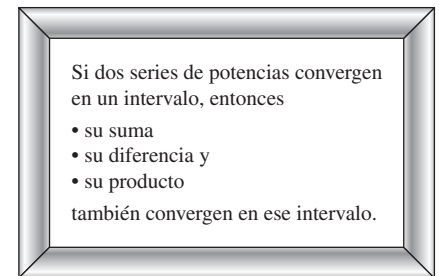 Si dos series de potencias convergen
en un intervalo, entonces
• su suma
• su diferencia y
• su producto
también convergen en ese intervalo.